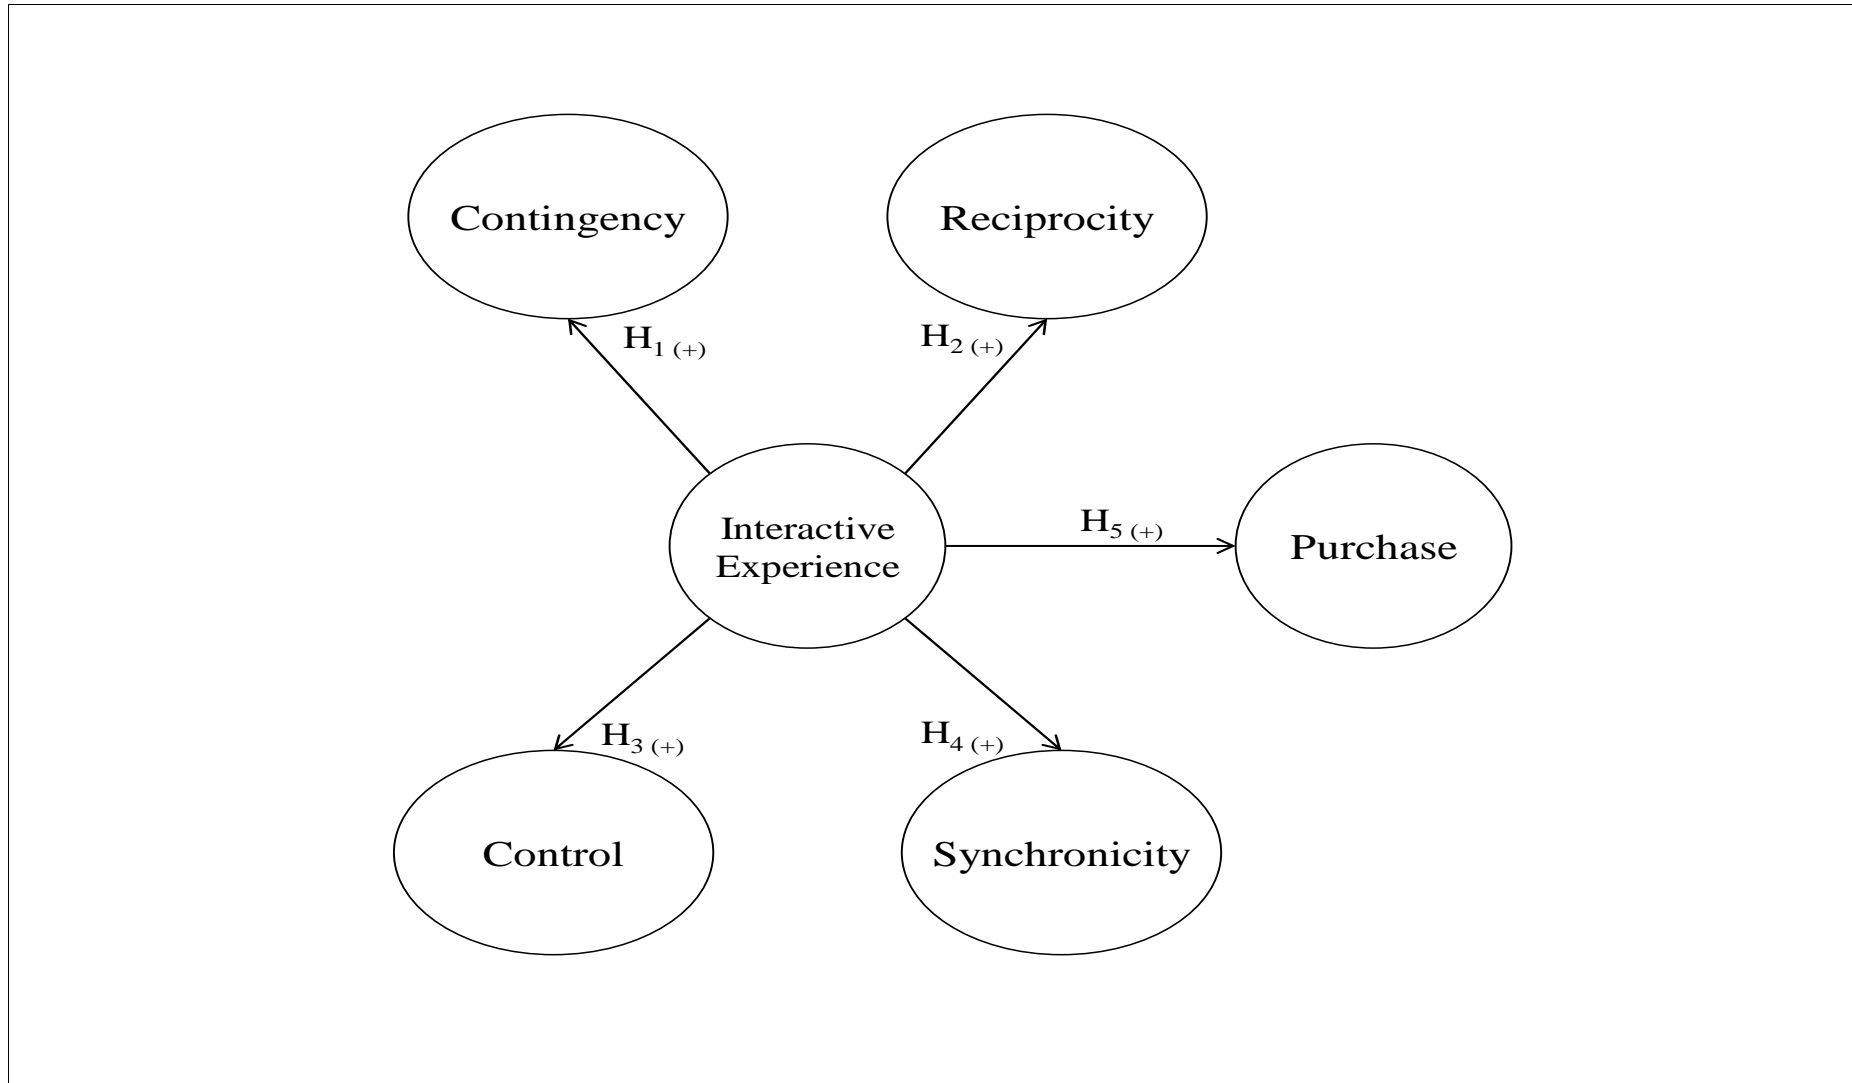 Contingency
Reciprocity
H1 (+)
H2 (+)
Interactive
Experience
H5 (+)
Purchase
H3 (+)
H4 (+)
Control
Synchronicity